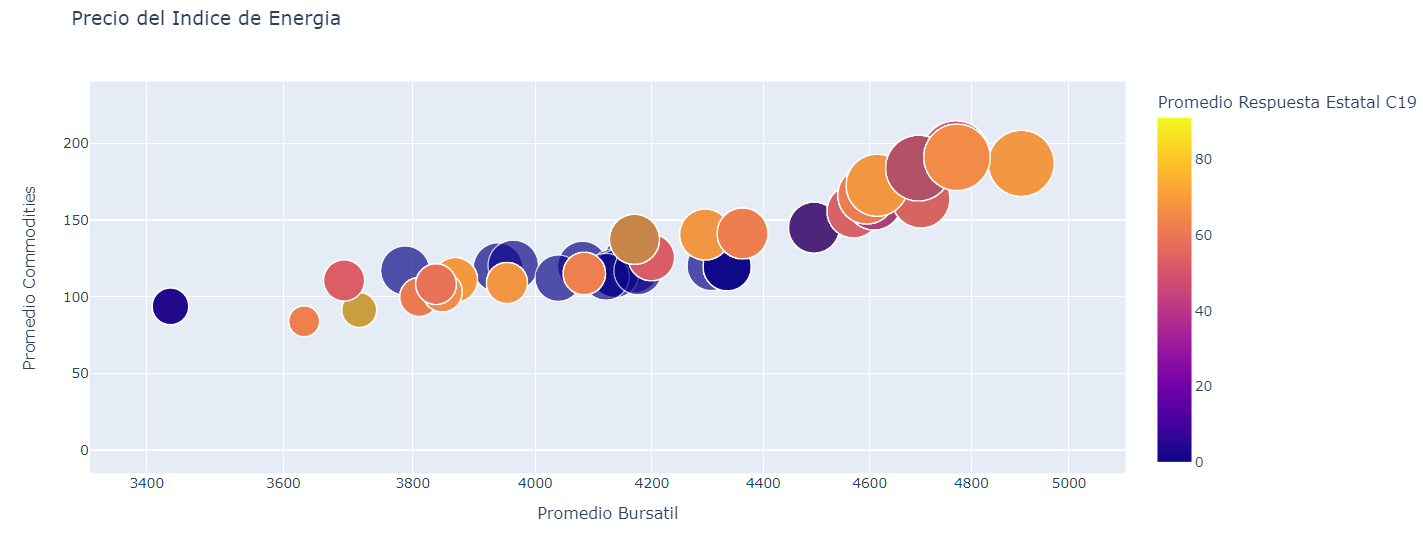 Precio del Indice de Energia
Promedio Respuesta Estatal C19
Promedio Commodities
200
150
100
50
0
80
60
40
20
0
3400 3600 3800 4000 4200 4400 4600 4800 5000
Promedio Bursatil